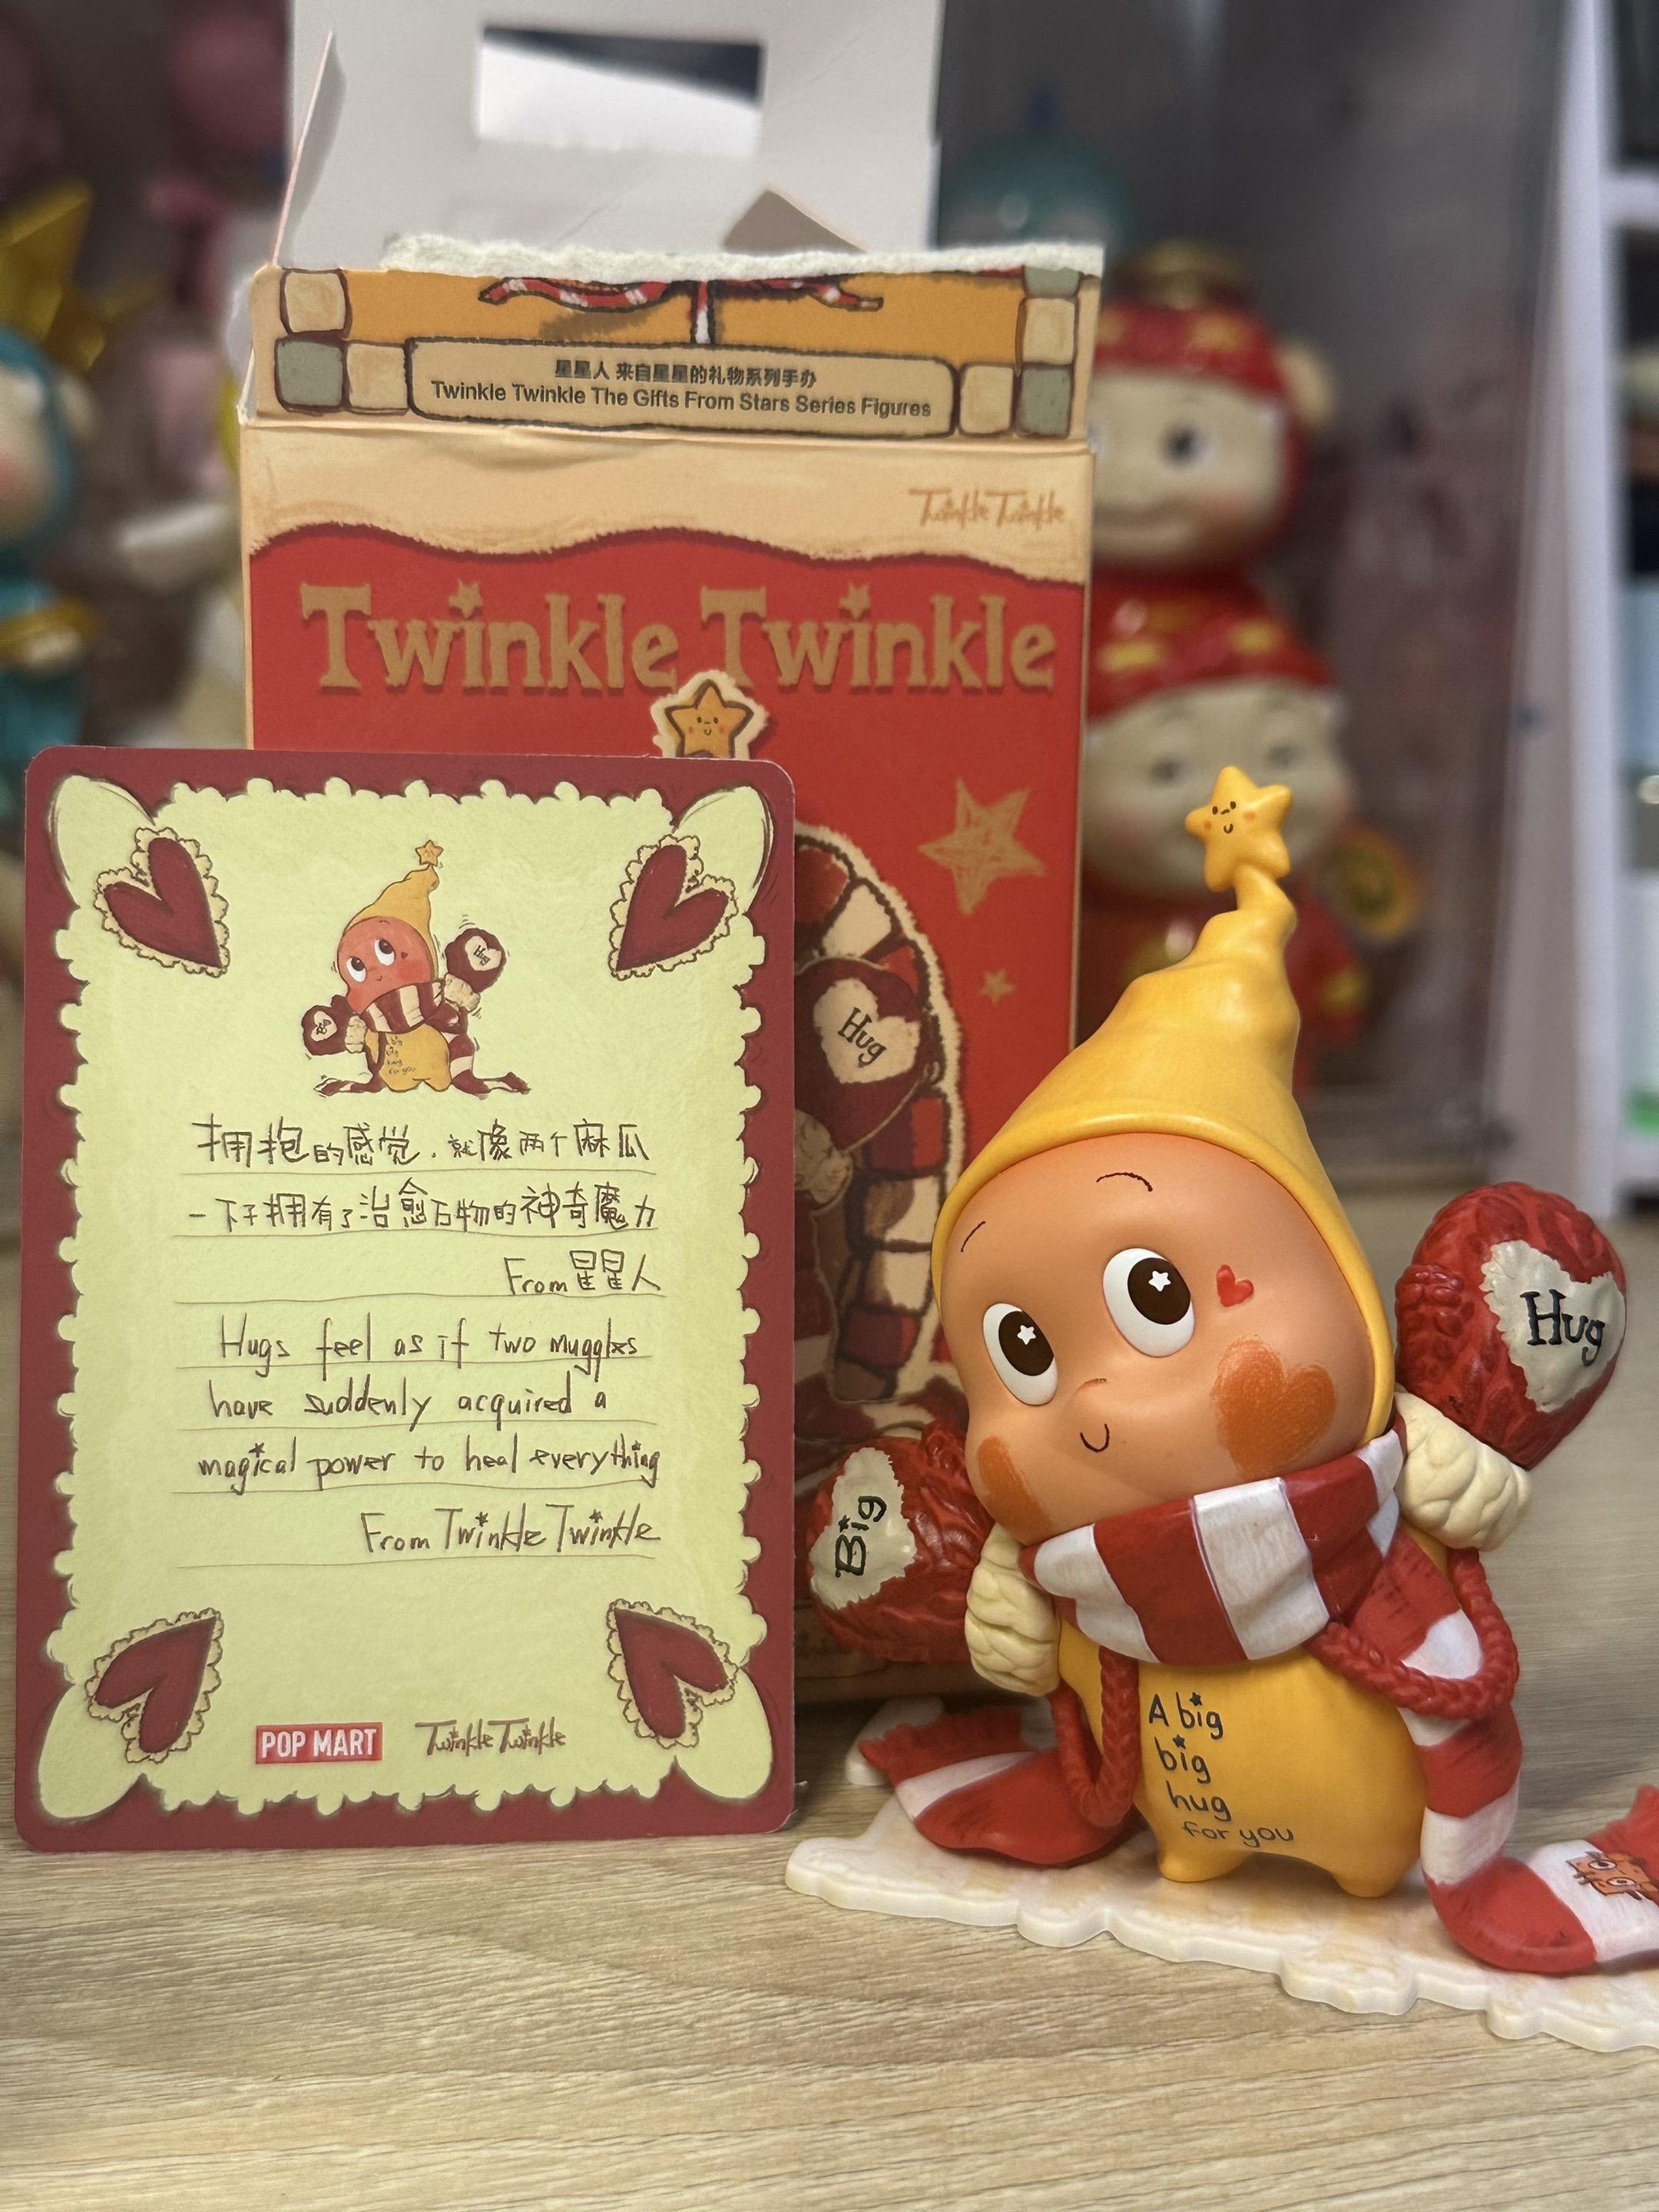 星星人 来自星星的礼物系列手办
Twinkle Twinkle The Gifts From Stars Series Figures
Twinkle Twinkle
Twinkle Twinkle
Hug
拥抱的感觉，就像两个麻瓜
一下子拥有了治愈万物的神奇魔力
From 星星人
Hugs feel as if two muggles
have suddenly acquired a
magical power to heal everything
From Twinkle Twinkle
POP MART
Twinkle Twinkle
Hug
Big
A big
big
hug
for you